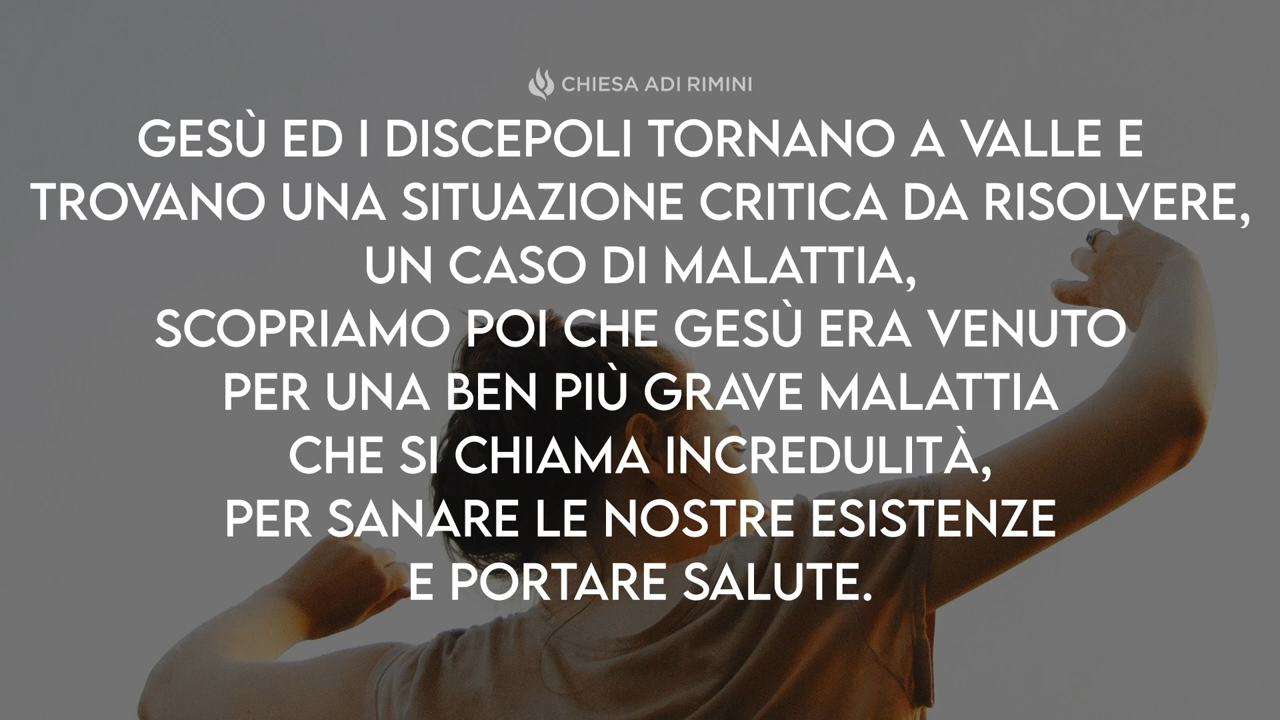 CHIESA ADI RIMINI
GESÙ ED I DISCEPOLI TORNANO A VALLE E
TROVANO UNA SITUAZIONE CRITICA DA RISOLVERE,
UN CASO DI MALATTIA,
SCOPRIAMO POI CHE GESÙ ERA VENUTO
PER UNA BEN PIÙ GRAVE MALATTIA
CHE SI CHIAMA INCREDULITÀ,
PER SANARE LE NOSTRE ESISTENZE
E PORTARE SALUTE.